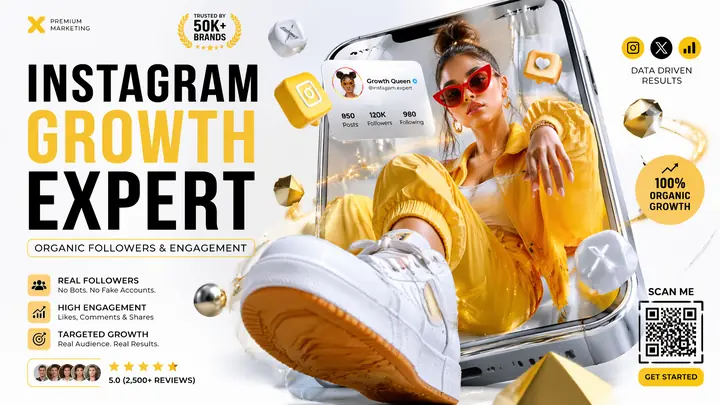 PREMIUM
MARKETING
TRUSTED BY
50K+
BRANDS
INSTAGRAM
GROWTH
EXPERT
ORGANIC FOLLOWERS & ENGAGEMENT
REAL FOLLOWERS
No Bots. No Fake Accounts.
HIGH ENGAGEMENT
Likes, Comments & Shares
TARGETED GROWTH
Real Audience. Real Results.
5.0 (2,500+ REVIEWS)
Growth Queen
@instagam.expert
950
Posts
120K
Followers
980
Following
DATA DRIVEN
RESULTS
100%
ORGANIC
GROWTH
SCAN ME
GET STARTED